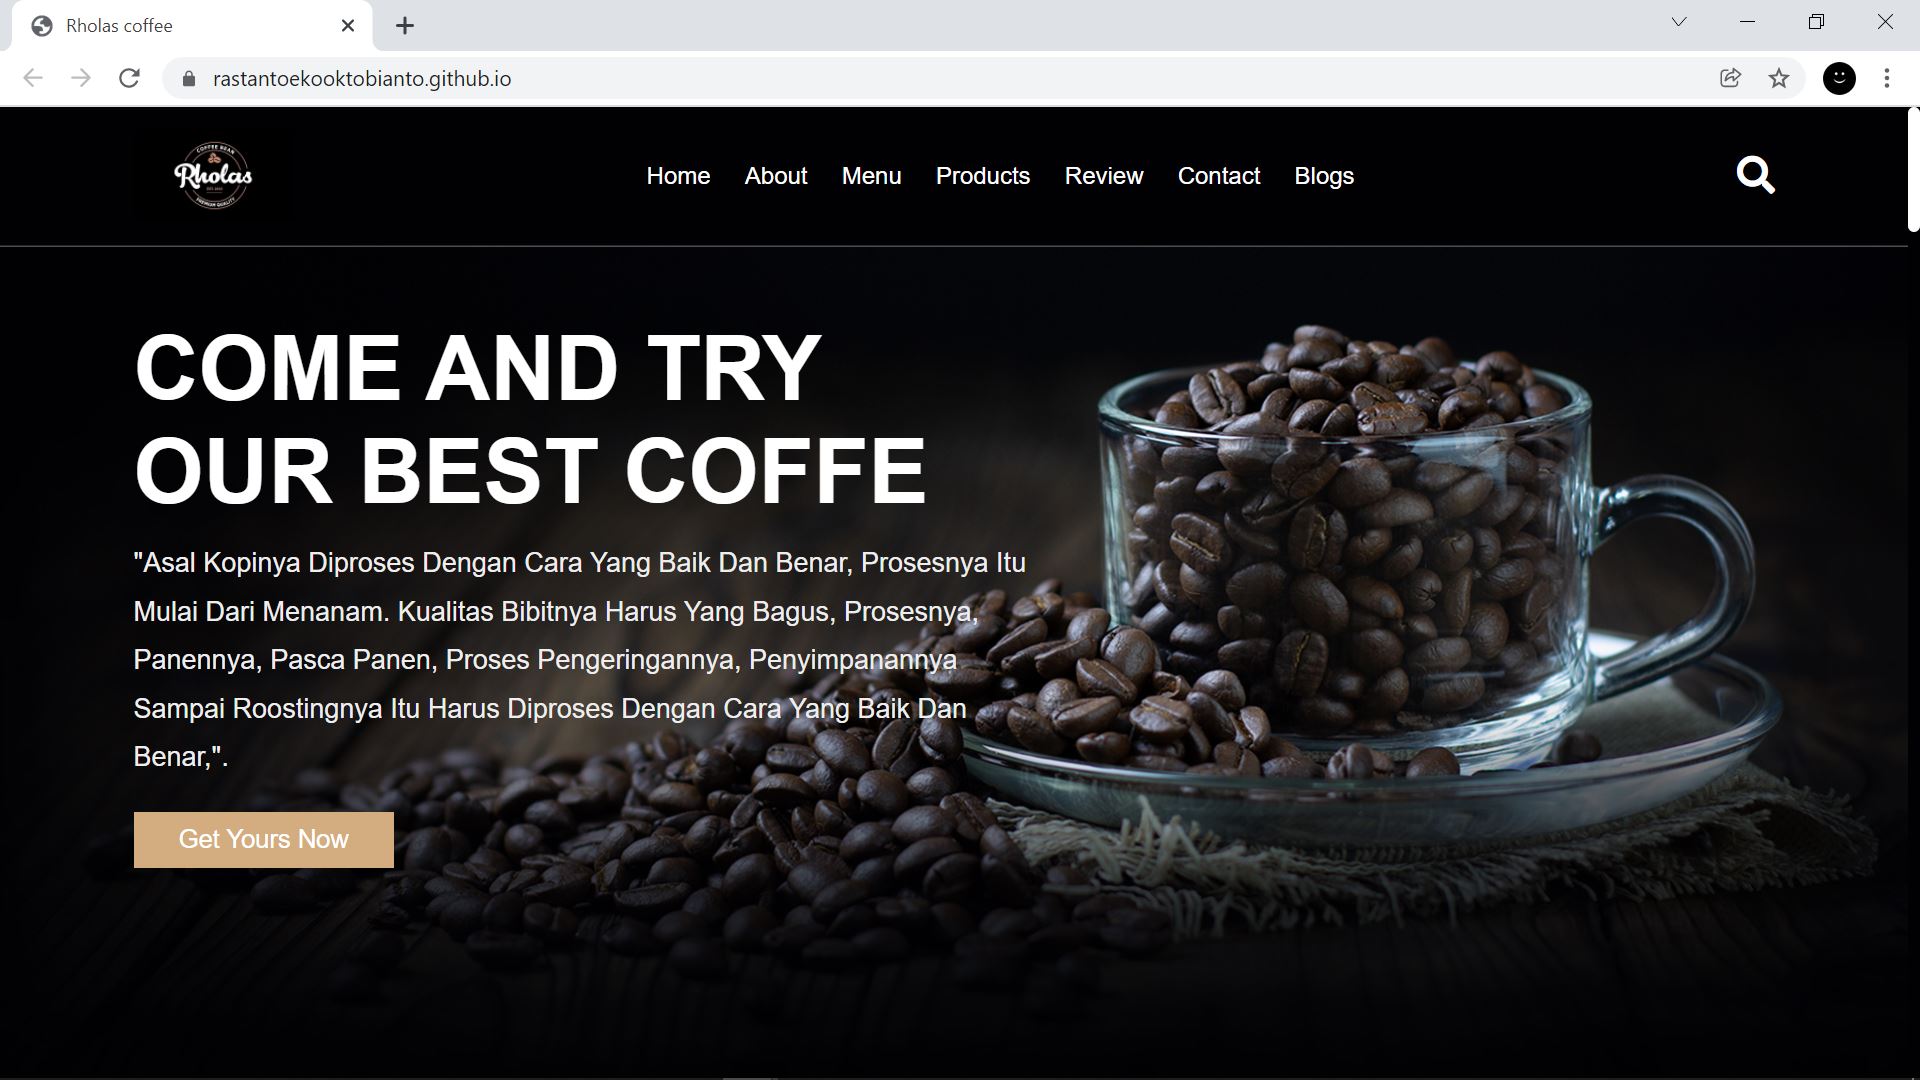 Rholas coffee
rastantoekooktobianto.github.io
COFFEE BEAN
Rholas
PREMIUM QUALITY
Home About Menu Products Review Contact Blogs
COME AND TRY
OUR BEST COFFE
"Asal Kopinya Diproses Dengan Cara Yang Baik Dan Benar, Prosesnya Itu
Mulai Dari Menanam. Kualitas Bibitnya Harus Yang Bagus, Prosesnya,
Panennya, Pasca Panen, Proses Pengeringannya, Penyimpanannya
Sampai Roostingnya Itu Harus Diproses Dengan Cara Yang Baik Dan
Benar,".
Get Yours Now